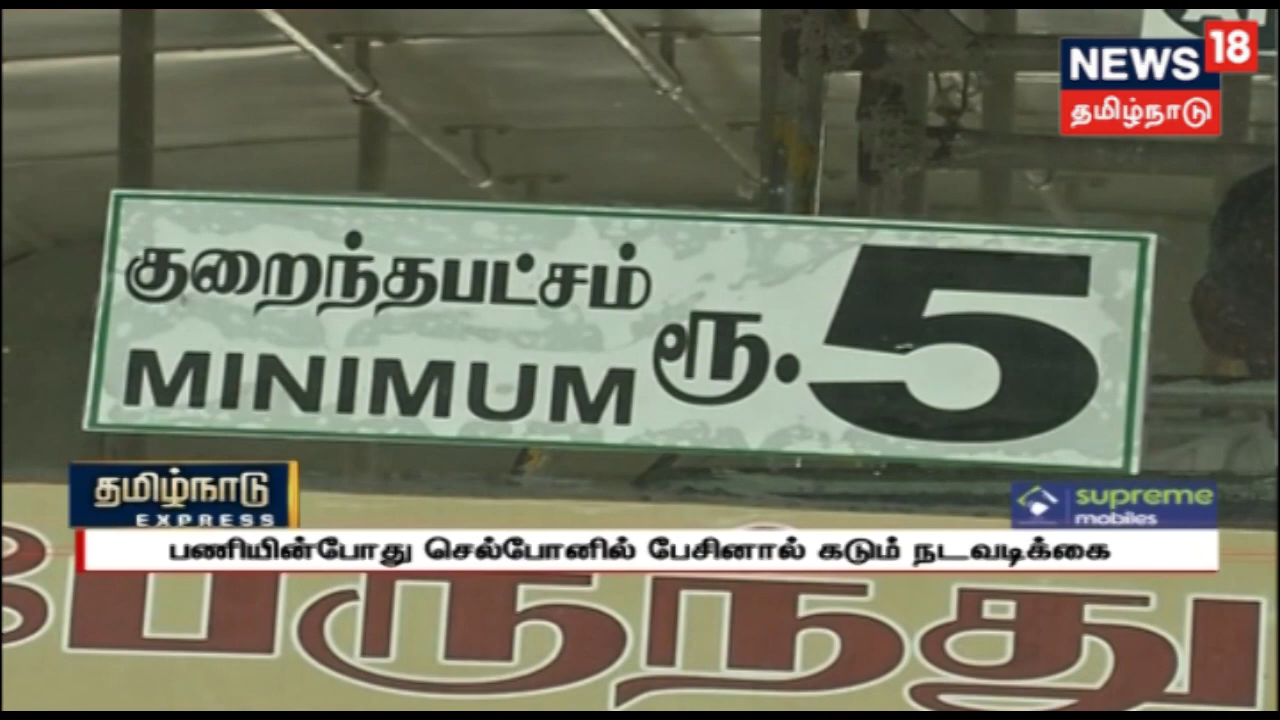 NEWS 18
தமிழ்நாடு
குறைந்தபட்சம்
MINIMUM
ரூ.5
தமிழ்நாடு
EXPRESS
supreme
mobiles
பணியின்போது செல்போனில் பேசினால் கடும் நடவடிக்கை
பேருந்து